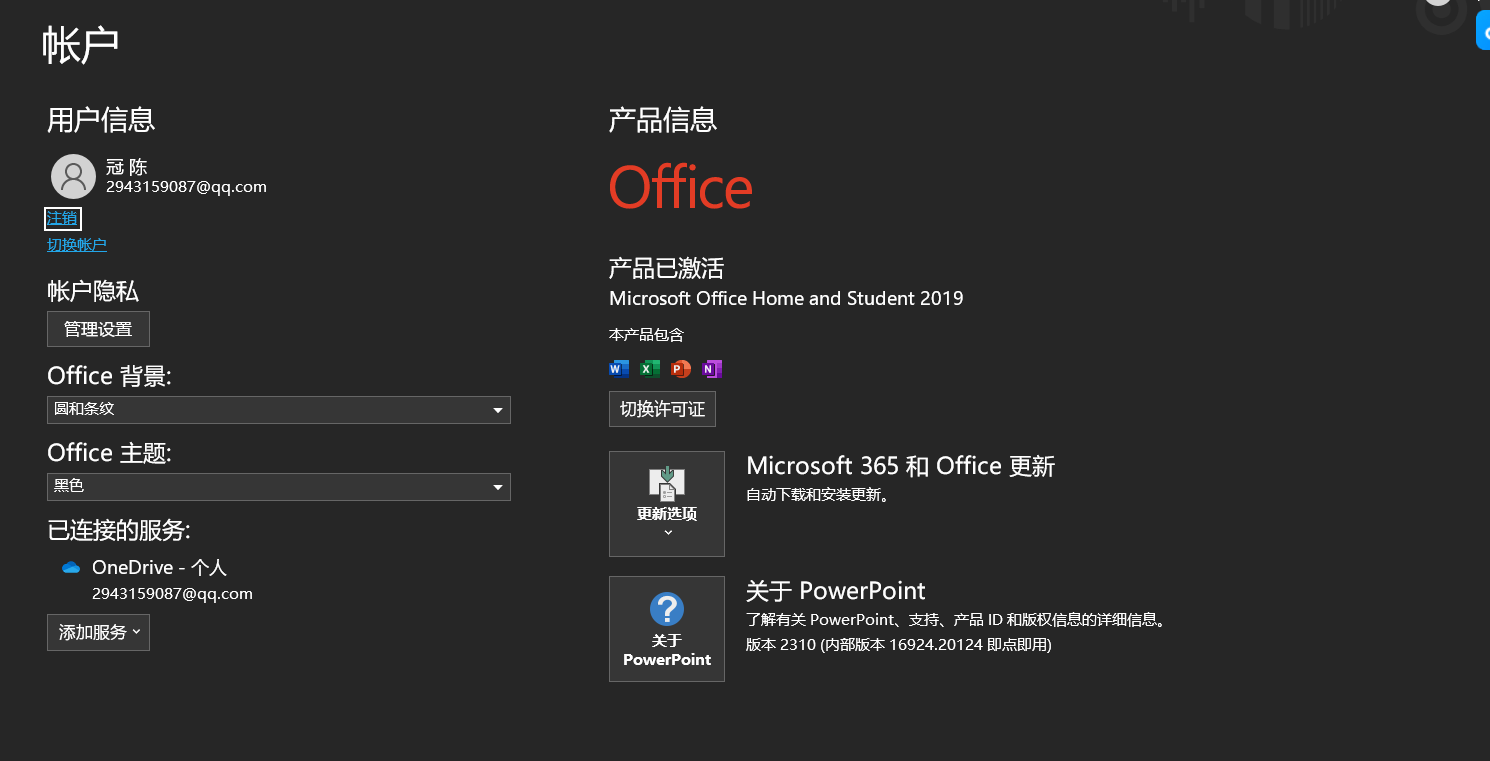 帐户
用户信息
冠 陈
2943159087@qq.com
注销
切换帐户
帐户隐私
管理设置
Office 背景:
圆和条纹
Office 主题:
黑色
已连接的服务:
OneDrive - 个人
2943159087@qq.com
添加服务
产品信息
Office
产品已激活
Microsoft Office Home and Student 2019
本产品包含
W X P N
切换许可证
更新选项
Microsoft 365 和 Office 更新
自动下载和安装更新。
关于
PowerPoint
关于 PowerPoint
了解有关 PowerPoint、支持、产品 ID 和版权信息的详细信息。
版本 2310 (内部版本 16924.20124 即点即用)